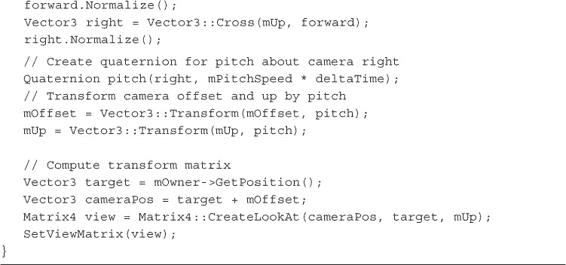 forward.Normalize();
Vector3 right = Vector3::Cross(mUp, forward);
right.Normalize();
// Create quaternion for pitch about camera right
Quaternion pitch(right, mPitchSpeed * deltaTime);
// Transform camera offset and up by pitch
mOffset = Vector3::Transform(mOffset, pitch);
mUp = Vector3::Transform(mUp, pitch);
// Compute transform matrix
Vector3 target = mOwner->GetPosition();
Vector3 cameraPos = target + mOffset;
Matrix4 view = Matrix4::CreateLookAt(cameraPos, target, mUp);
SetViewMatrix(view);
}